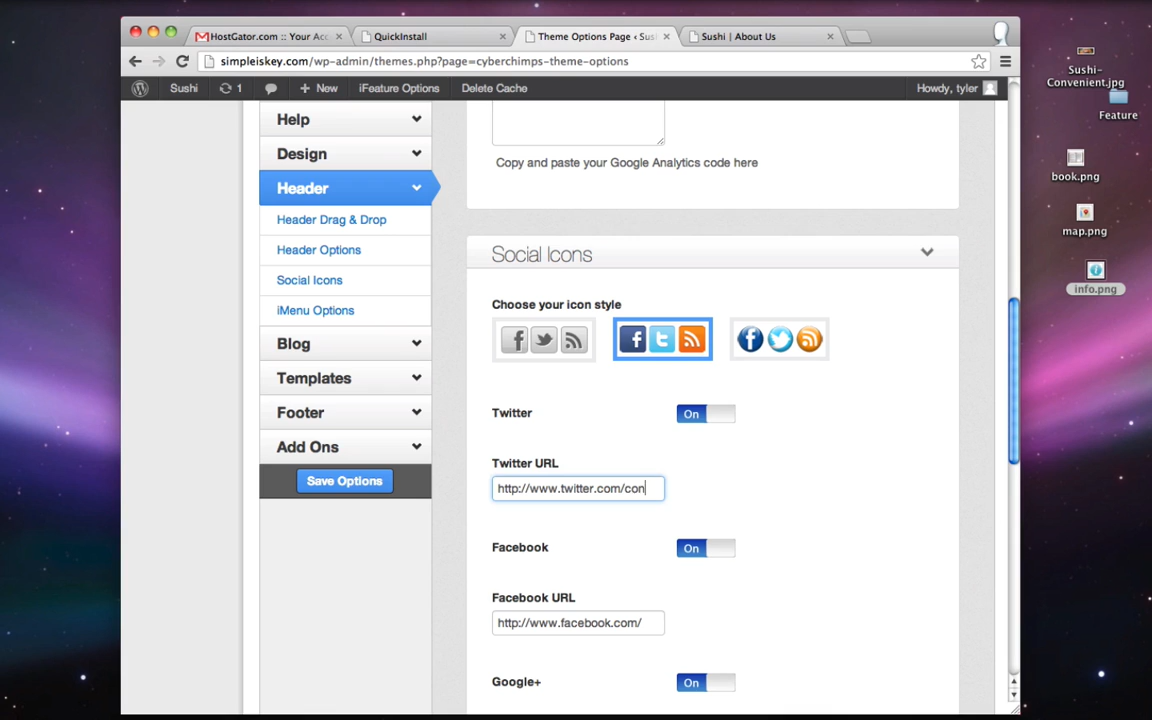 HostGator.com :: Your Acc
QuickInstall
Theme Options Page ‹ Sus
Sushi | About Us
simpleiskey.com/wp-admin/themes.php?page=cyberchimps-theme-options
Sushi
1
+ New
iFeature Options
Delete Cache
Howdy, tyler
Help
Design
Header
Header Drag & Drop
Header Options
Social Icons
iMenu Options
Blog
Templates
Footer
Add Ons
Save Options
Copy and paste your Google Analytics code here
Social Icons
Choose your icon style
Twitter
On
Twitter URL
http://www.twitter.com/con
Facebook
On
Facebook URL
http://www.facebook.com/
Google+
On
Sushi-
Convenient.jpg
Feature
book.png
map.png
info.png